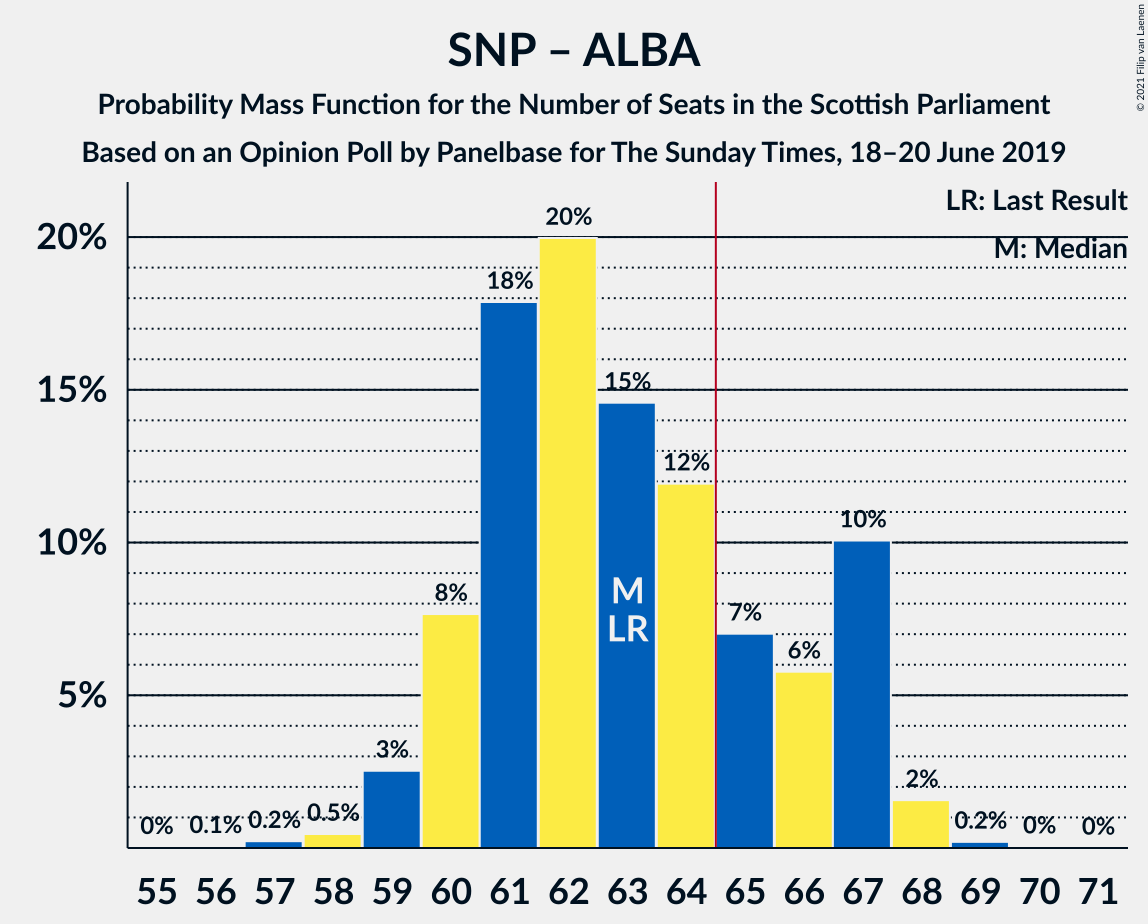 SNP – ALBA
Probability Mass Function for the Number of Seats in the Scottish Parliament
Based on an Opinion Poll by Panelbase for The Sunday Times, 18–20 June 2019
© 2021 Filip van Laenen
LR: Last Result
M: Median
20%
15%
10%
5%
0%
0.1%
0.2%
0.5%
3%
8%
18%
20%
15%
12%
7%
6%
10%
2%
0.2%
0%
0%
M
LR
55 56 57 58 59 60 61 62 63 64 65 66 67 68 69 70 71